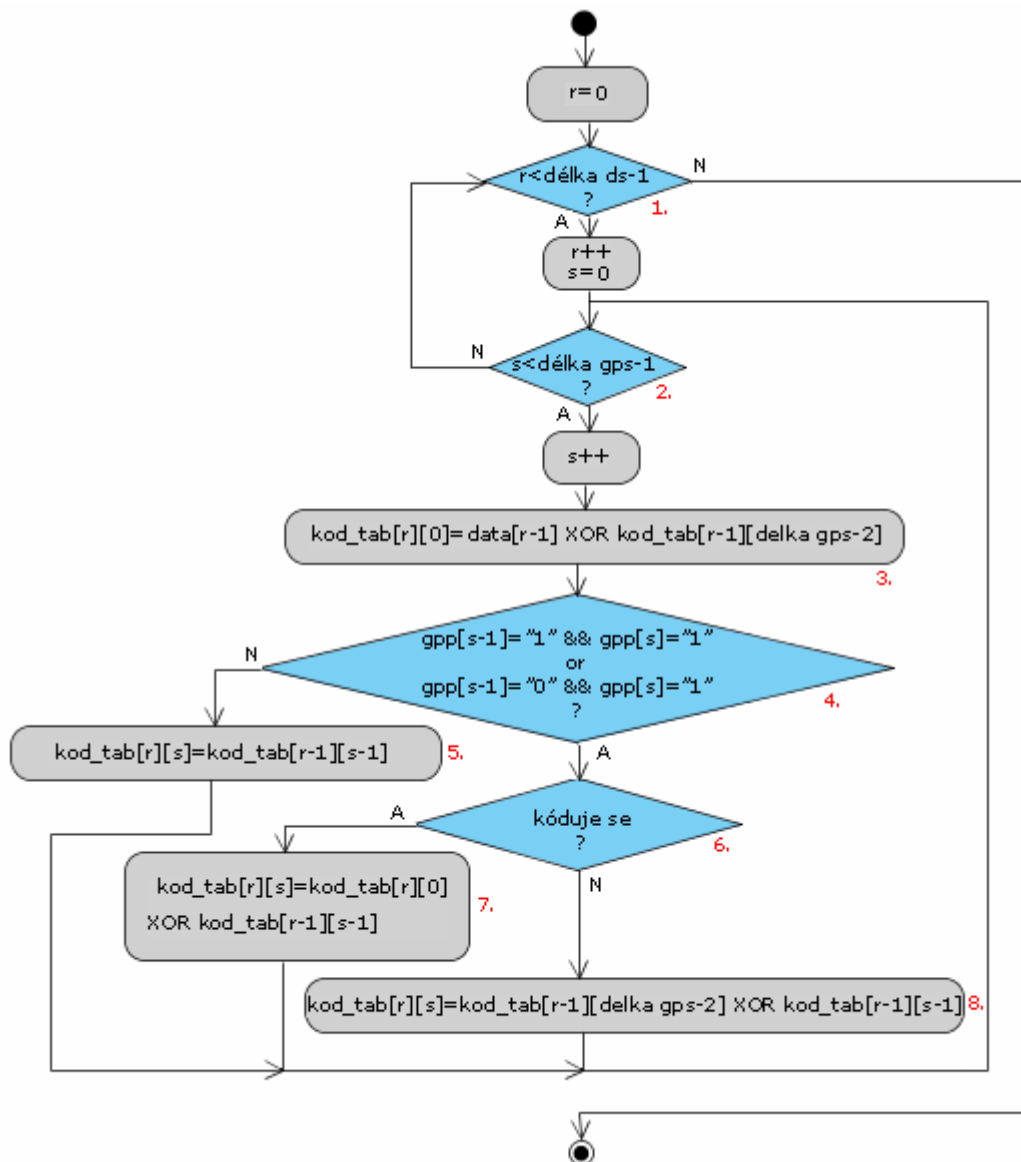 r=0
r<délka ds-1
?
N
1.
A
r++
s=0
N
s<délka gps-1
?
2.
A
s++
kod_tab[r][0]=data[r-1] XOR kod_tab[r-1][delka gps-2]
3.
gpp[s-1]="1" && gpp[s]="1"
or
gpp[s-1]="0" && gpp[s]="1"
?
N
4.
A
kod_tab[r][s]=kod_tab[r-1][s-1]
5.
A
kóduje se
?
6.
N
kod_tab[r][s]=kod_tab[r][0]
XOR kod_tab[r-1][s-1]
7.
kod_tab[r][s]=kod_tab[r-1][delka gps-2] XOR kod_tab[r-1][s-1]
8.